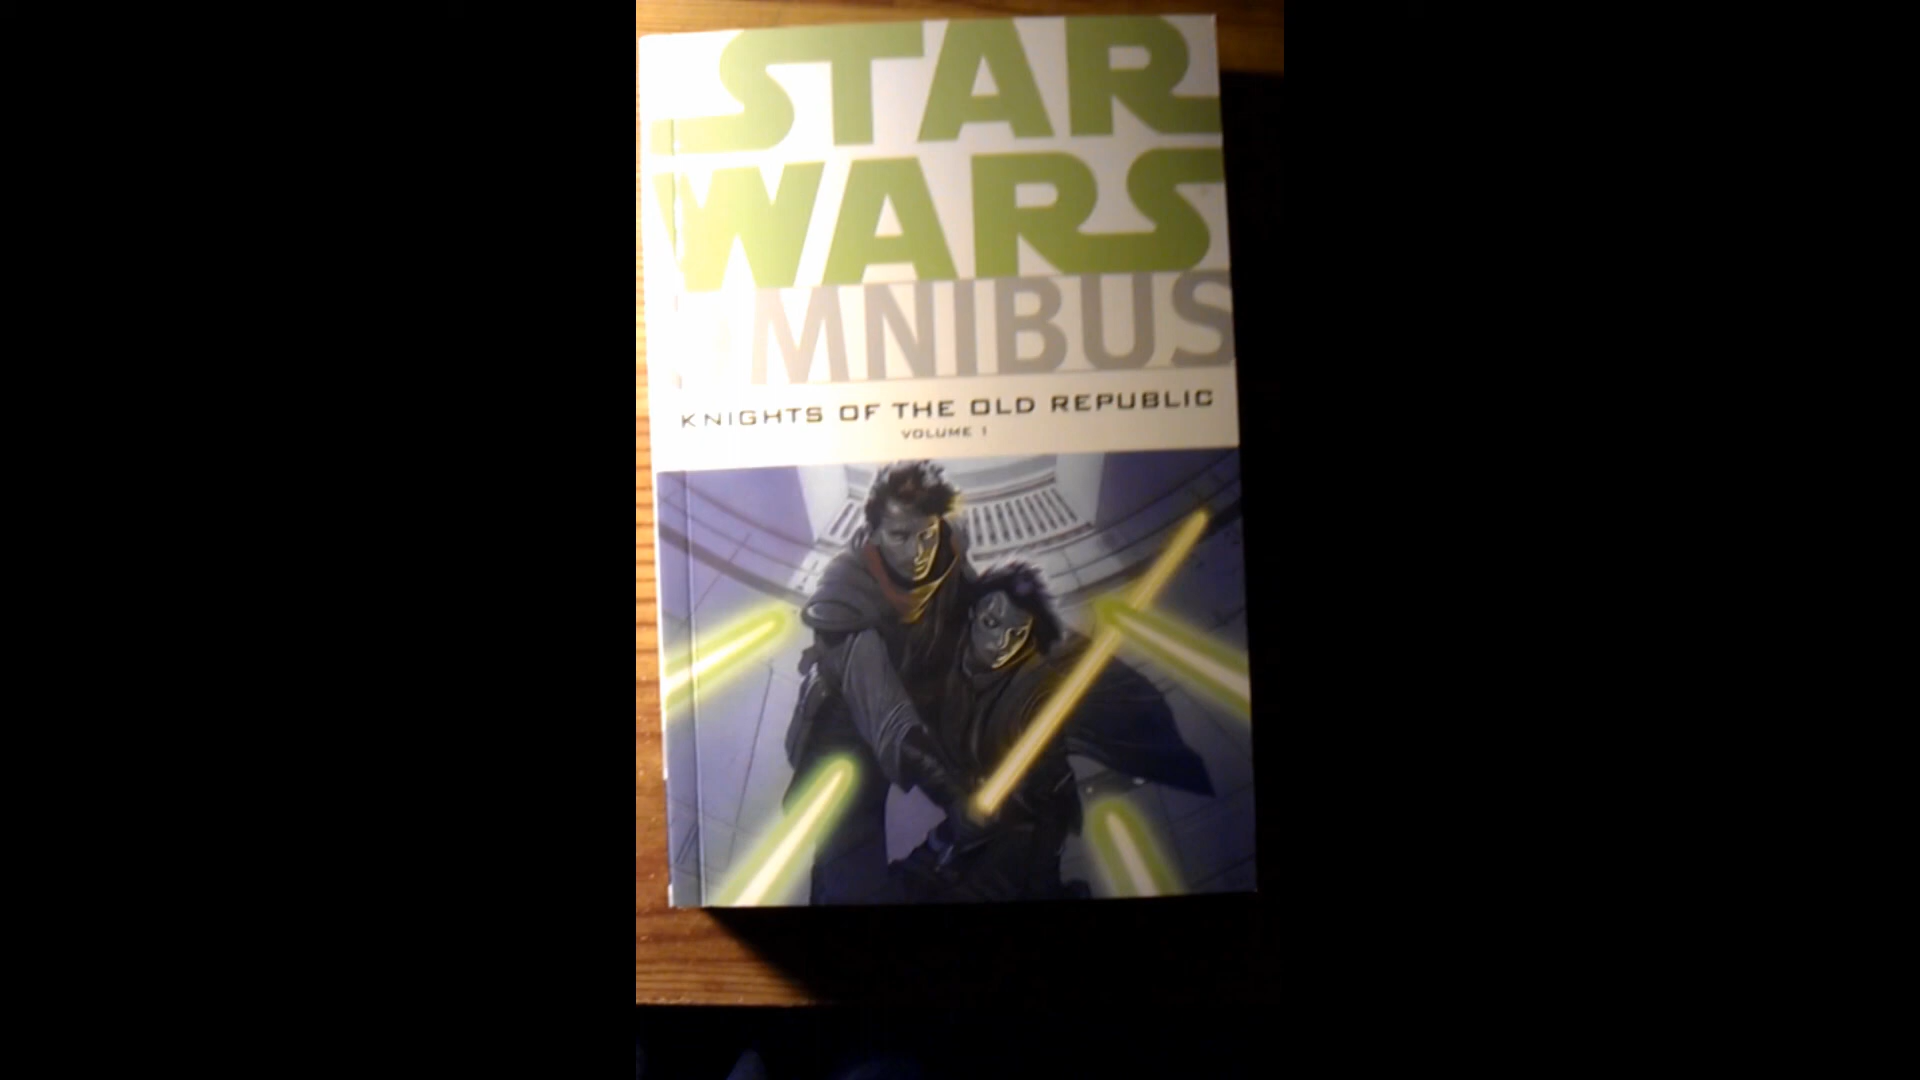 STAR
WARS
OMNIBUS
KNIGHTS OF THE OLD REPUBLIC
VOLUME 1